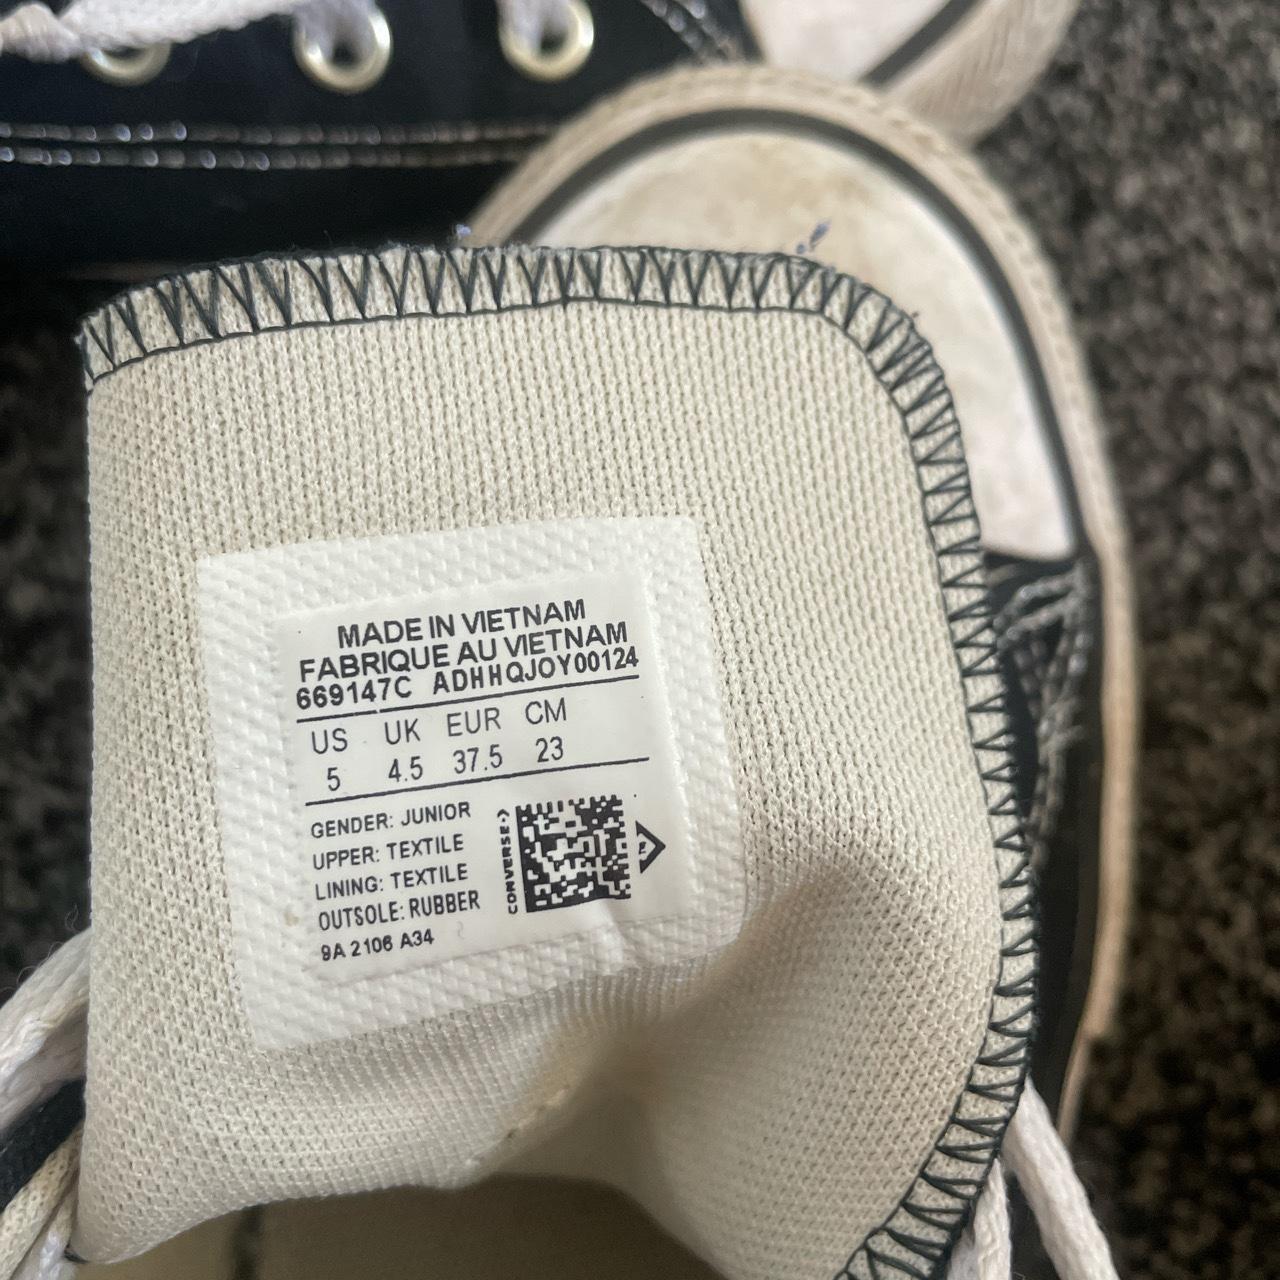 MADE IN VIETNAM
FABRIQUE AU VIETNAM
669147C ADHHQJOY00124
US UK EUR CM
5 4.5 37.5 23
GENDER: JUNIOR
UPPER: TEXTILE
LINING: TEXTILE
OUTSOLE: RUBBER
9A 2106 A34
CONVERSE